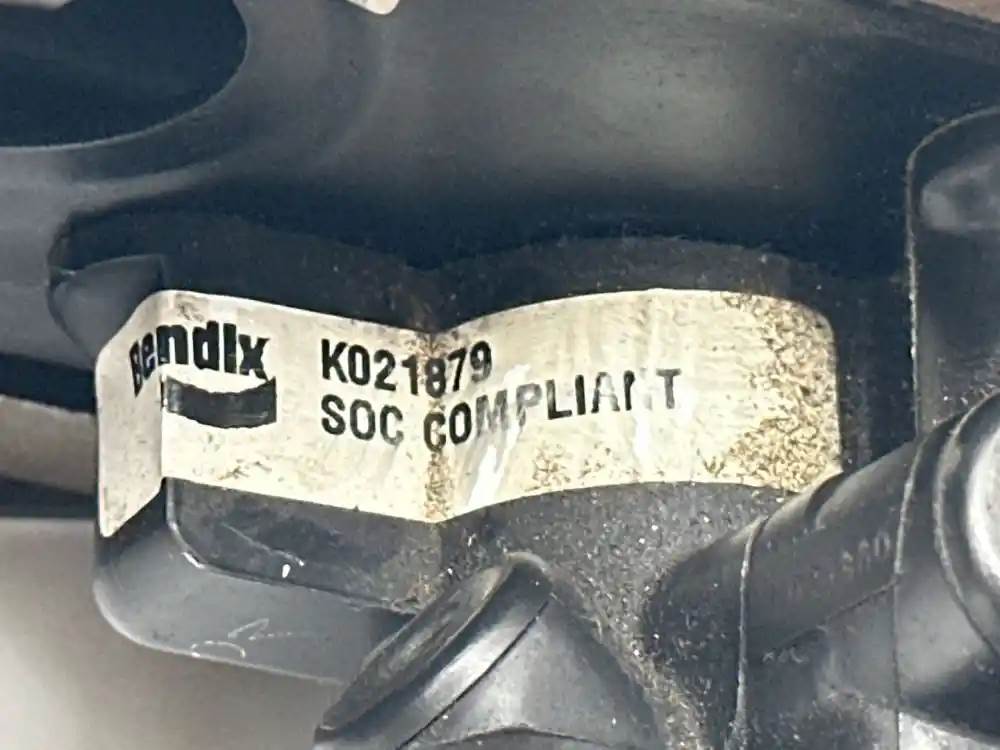 Bendix
K021879
SOC COMPLIANT